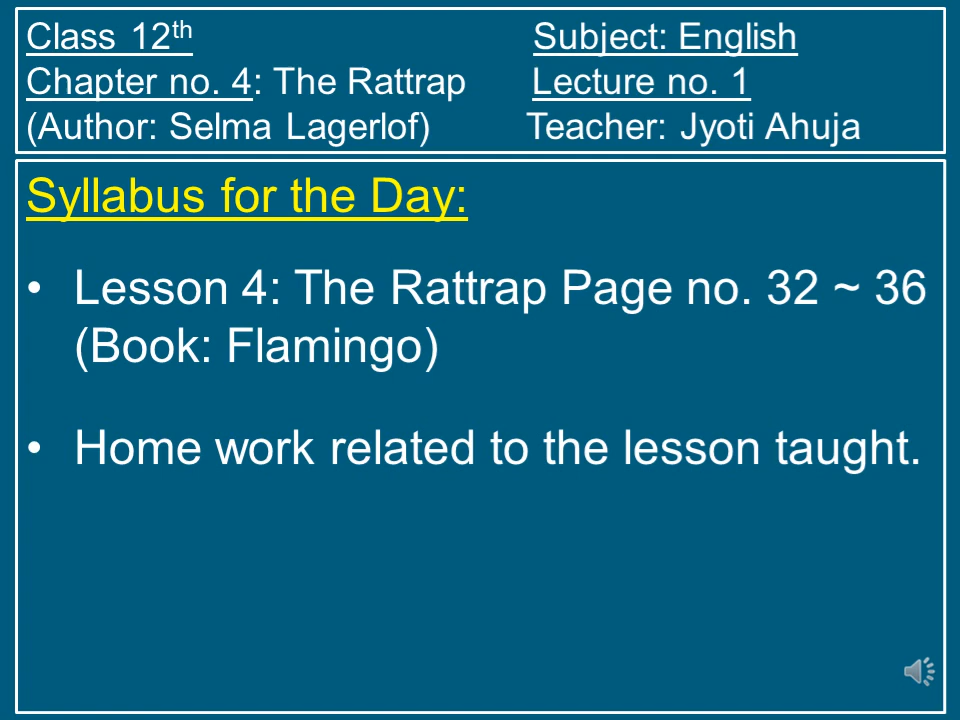 Class 12th Subject: English
Chapter no. 4: The Rattrap Lecture no. 1
(Author: Selma Lagerlof) Teacher: Jyoti Ahuja
Syllabus for the Day:
• Lesson 4: The Rattrap Page no. 32 ~ 36
(Book: Flamingo)
• Home work related to the lesson taught.